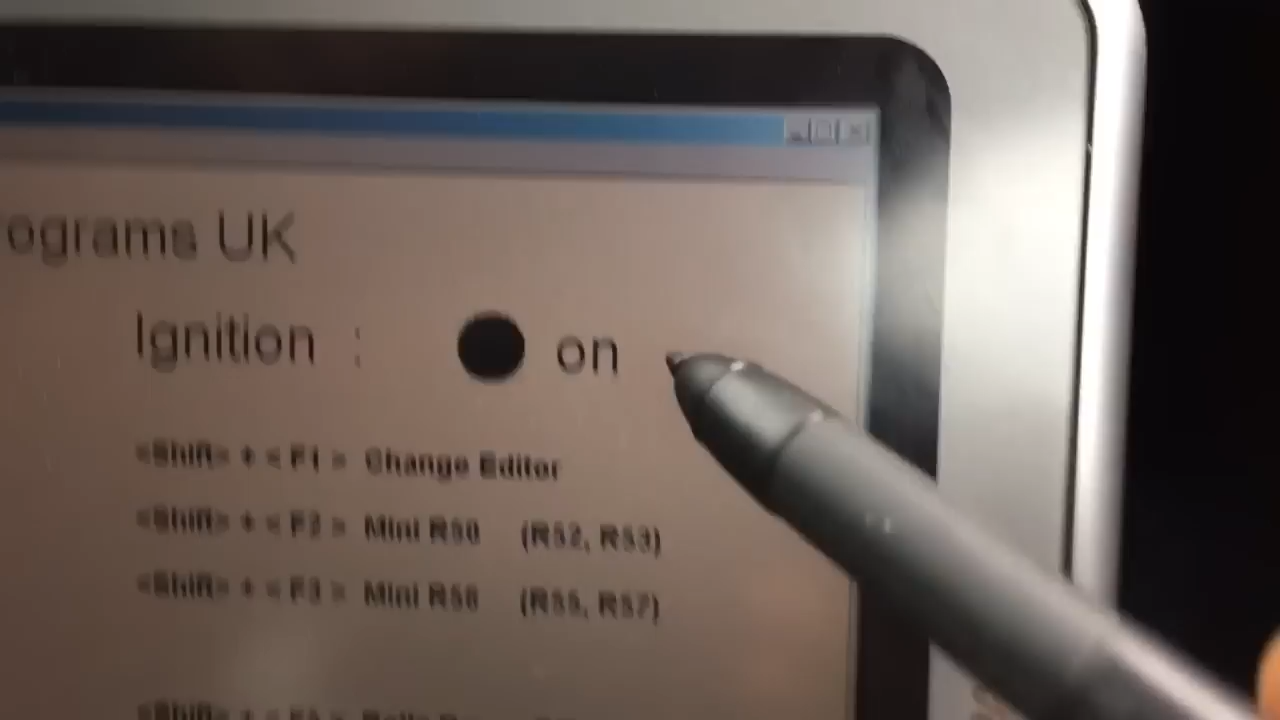 ograms UK
Ignition : on
<Shift> + < F1 > Change Editor
<Shift> + < F2 > Mini R50 (R52, R53)
<Shift> + < F3 > Mini R56 (R55, R57)
<Shift> + <